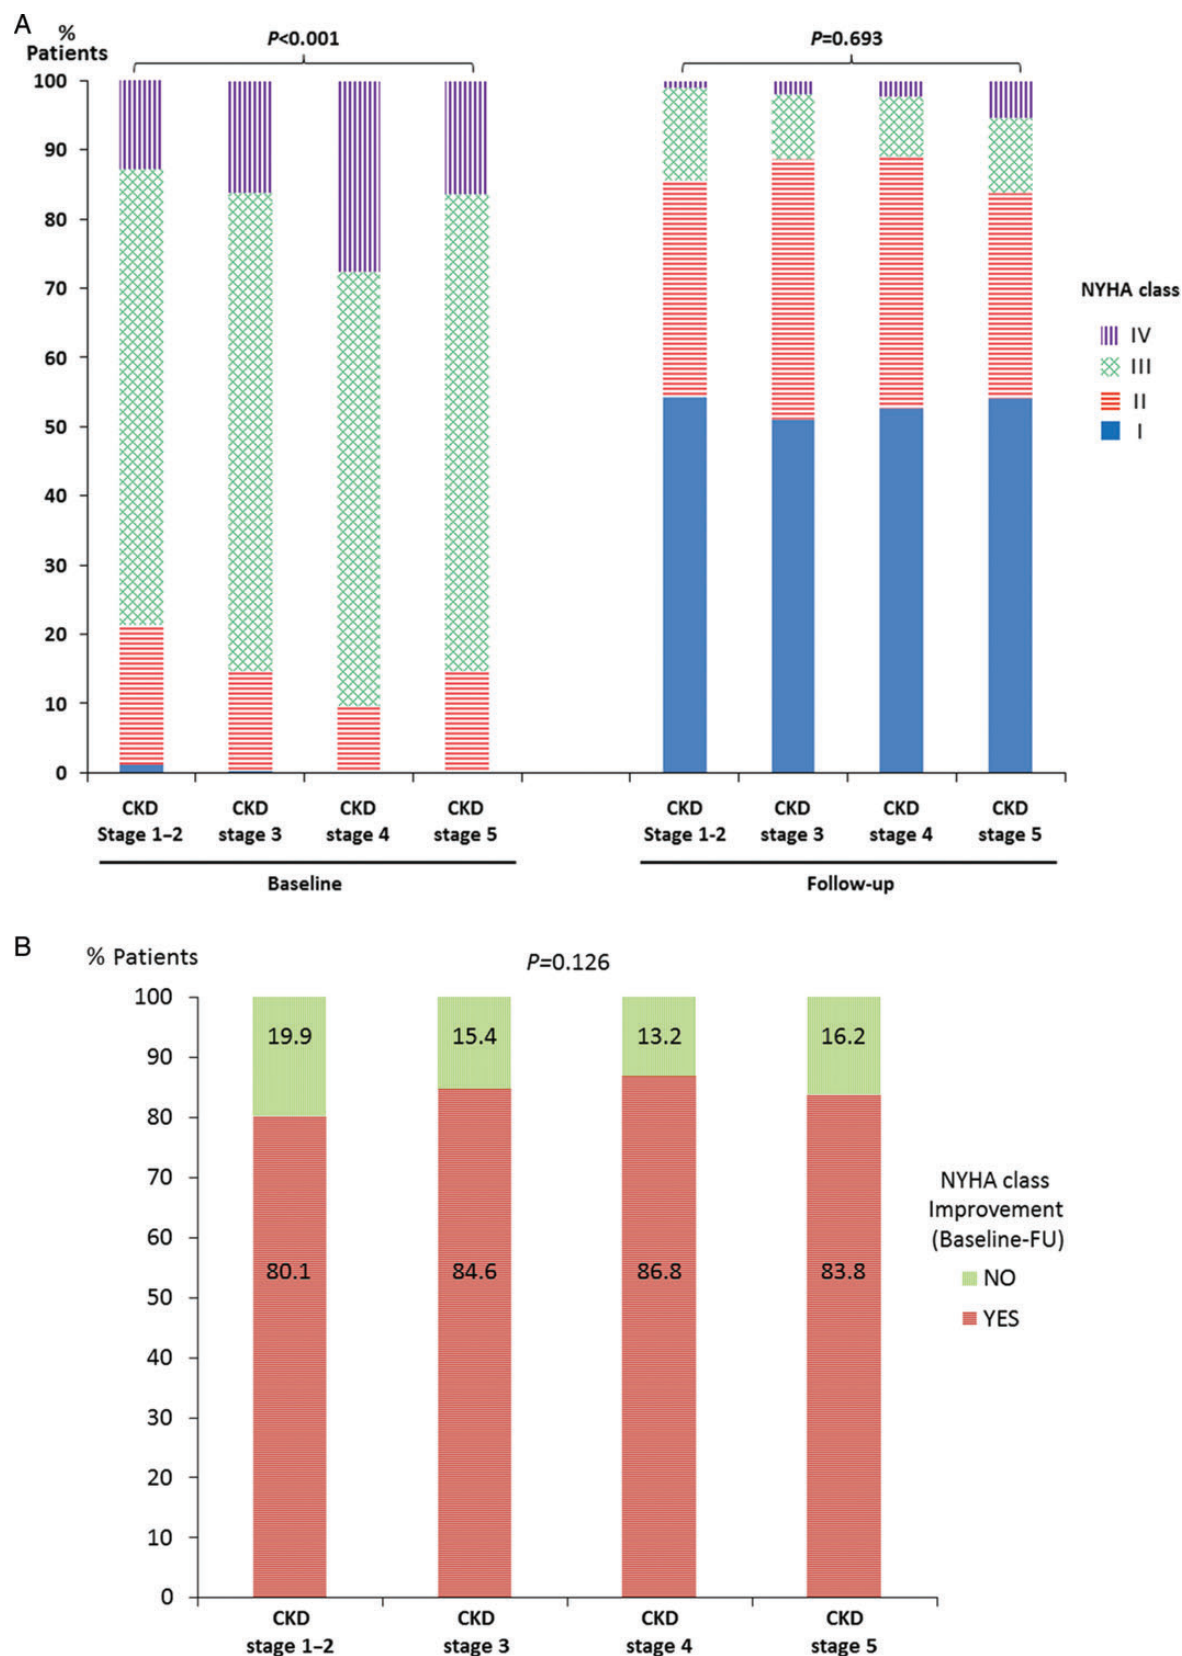 A
%
Patients
P<0.001
P=0.693
100
90
80
70
60
50
40
30
20
10
0
NYHA class
IV
III
II
I
CKD CKD CKD CKD CKD CKD CKD CKD
Stage 1–2 stage 3 stage 4 stage 5 Stage 1-2 stage 3 stage 4 stage 5
Baseline Follow-up
B
% Patients
P=0.126
100
90
80
70
60
50
40
30
20
10
0
19.9 15.4 13.2 16.2
80.1 84.6 86.8 83.8
NYHA class
Improvement
(Baseline-FU)
NO
YES
CKD CKD CKD CKD
stage 1–2 stage 3 stage 4 stage 5